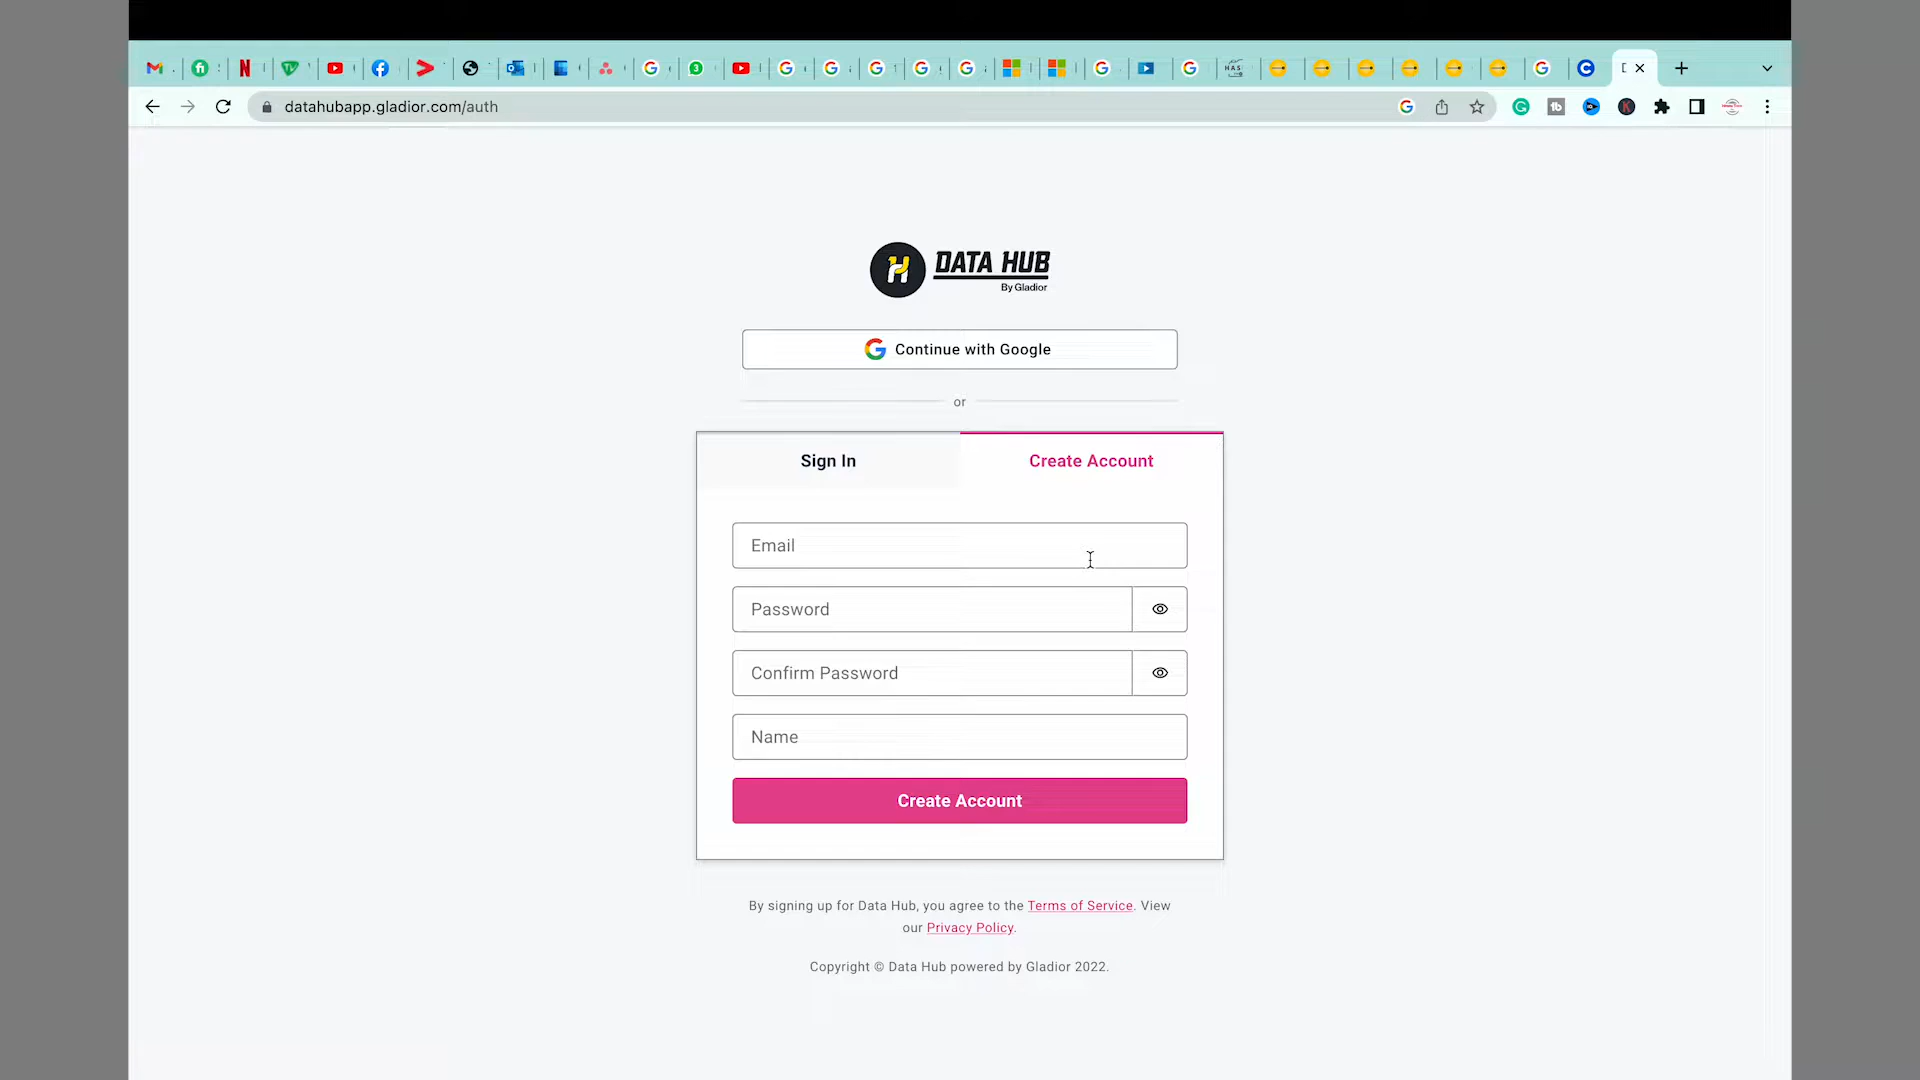 datahubapp.gladior.com/auth
DATA HUB
By Gladior
Continue with Google
or
Sign In
Create Account
Email
Password
Confirm Password
Name
Create Account
By signing up for Data Hub, you agree to the Terms of Service. View
our Privacy Policy.
Copyright © Data Hub powered by Gladior 2022.